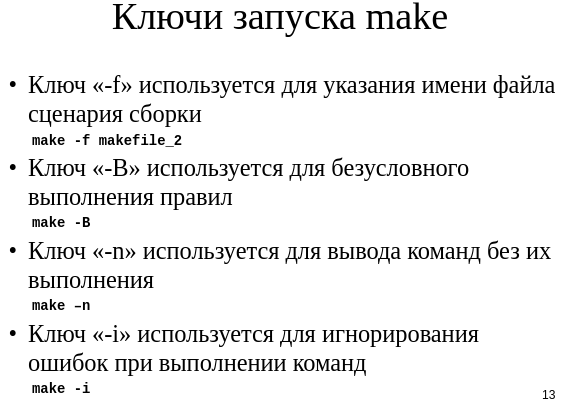 Ключи запуска make
• Ключ «-f» используется для указания имени файла
сценария сборки
make -f makefile_2
• Ключ «-B» используется для безусловного
выполнения правил
make -B
• Ключ «-n» используется для вывода команд без их
выполнения
make –n
• Ключ «-i» используется для игнорирования
ошибок при выполнении команд
make -i
13